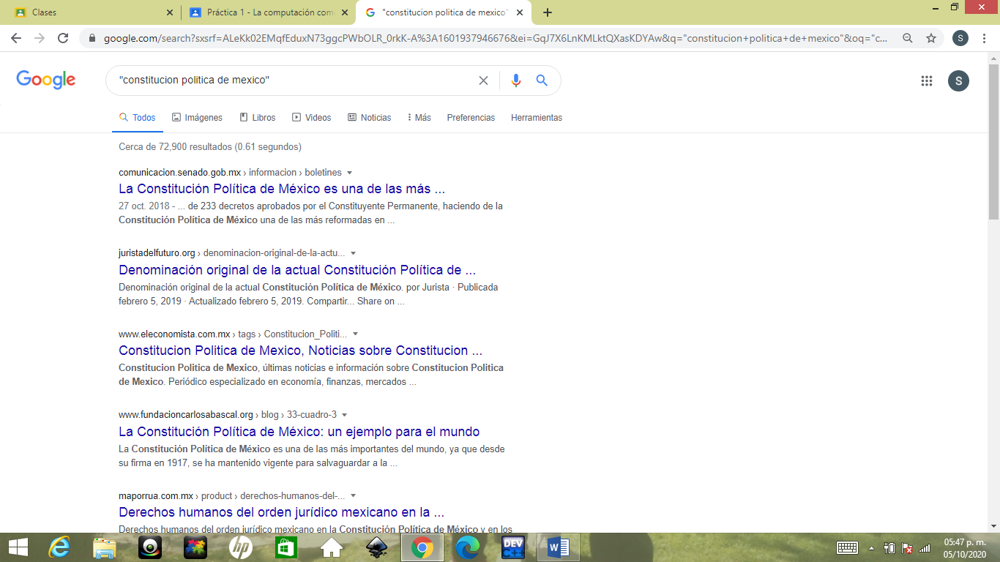 Clases
Práctica 1 - La computación com
"constitucion politica de mexico"
google.com/search?sxsrf=ALeKk02EMqfEduxN73ggcPWbOLR_0rkK-A%3A1601937946676&ei=GqJ7X6LnKMLktQXasKDYAw&q="constitucion+politica+de+mexico"&oq="c...
S
Google
"constitucion politica de mexico"
S
Todos
Imágenes
Libros
Videos
Noticias
Más
Preferencias
Herramientas
Cerca de 72,900 resultados (0.61 segundos)
comunicacion.senado.gob.mx › informacion › boletines
La Constitución Política de México es una de las más ...
27 oct. 2018 - ... de 233 decretos aprobados por el Constituyente Permanente, haciendo de la
Constitución Política de México una de las más reformadas en ...
juristadelfuturo.org › denominacion-original-de-la-actu...
Denominación original de la actual Constitución Política de ...
Denominación original de la actual Constitución Política de México. por Jurista · Publicada
febrero 5, 2019 · Actualizado febrero 5, 2019. Compartir... Share on ...
www.eleconomista.com.mx › tags › Constitucion_Politi...
Constitucion Politica de Mexico, Noticias sobre Constitucion ...
Constitucion Politica de Mexico, últimas noticias e información sobre Constitucion Politica
de Mexico. Periódico especializado en economía, finanzas, mercados ...
www.fundacioncarlosabascal.org › blog › 33-cuadro-3
La Constitución Política de México: un ejemplo para el mundo
La Constitución Política de México es una de las más importantes del mundo, ya que desde
su firma en 1917, se ha mantenido vigente para salvaguardar a la ...
maporrua.com.mx › product › derechos-humanos-del-...
Derechos humanos del orden jurídico mexicano en la ...
Derechos humanos del orden jurídico mexicano en la Constitución Política de México y en los
hp
DEV
C++
05:47 p. m.
05/10/2020